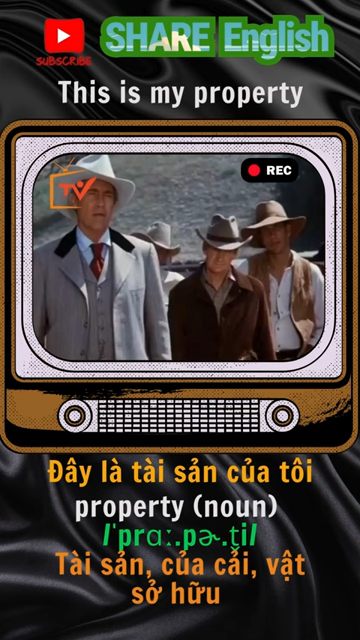 SHARE English
SUBSCRIBE
This is my property
TV
REC
Đây là tài sản của tôi
property (noun)
/ˈprɑː.pɚ.t̬i/
Tài sản, của cải, vật
sở hữu